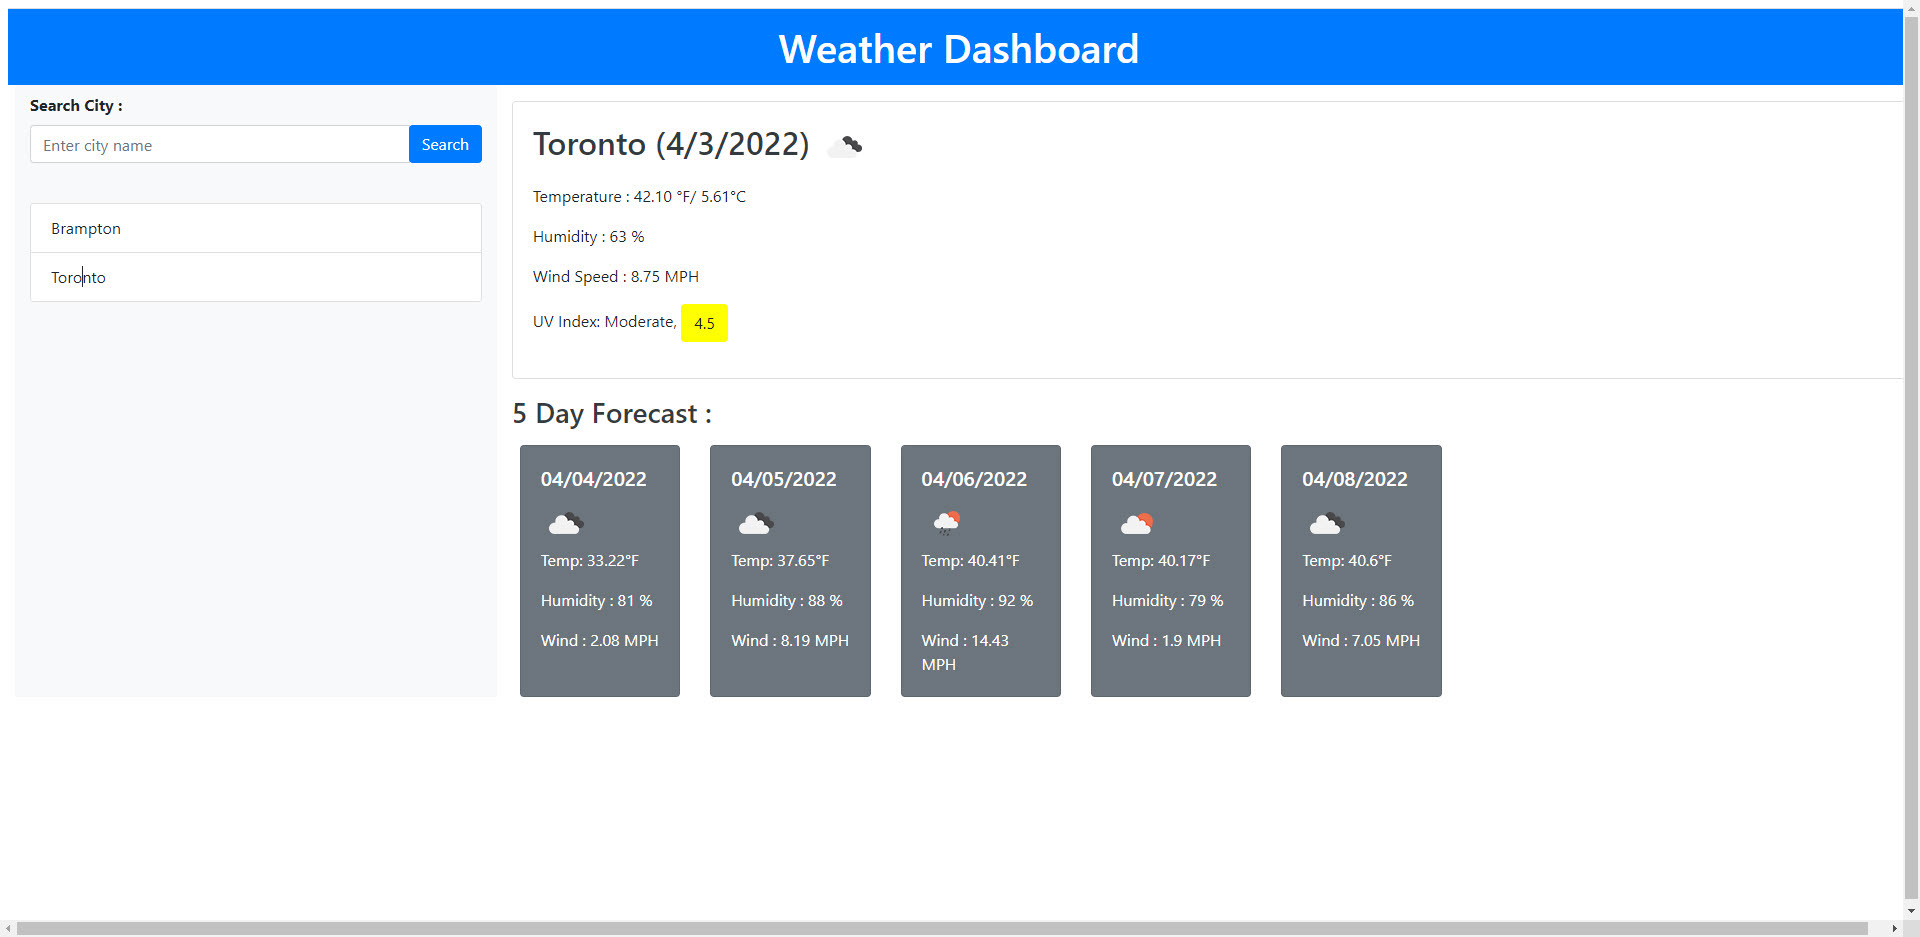 Weather Dashboard
Search City :
Enter city name
Search
Brampton
Toronto
Toronto (4/3/2022)
Temperature : 42.10 °F/ 5.61°C
Humidity : 63 %
Wind Speed : 8.75 MPH
UV Index: Moderate, 4.5
5 Day Forecast :
04/04/2022
Temp: 33.22°F
Humidity : 81 %
Wind : 2.08 MPH
04/05/2022
Temp: 37.65°F
Humidity : 88 %
Wind : 8.19 MPH
04/06/2022
Temp: 40.41°F
Humidity : 92 %
Wind : 14.43
MPH
04/07/2022
Temp: 40.17°F
Humidity : 79 %
Wind : 1.9 MPH
04/08/2022
Temp: 40.6°F
Humidity : 86 %
Wind : 7.05 MPH